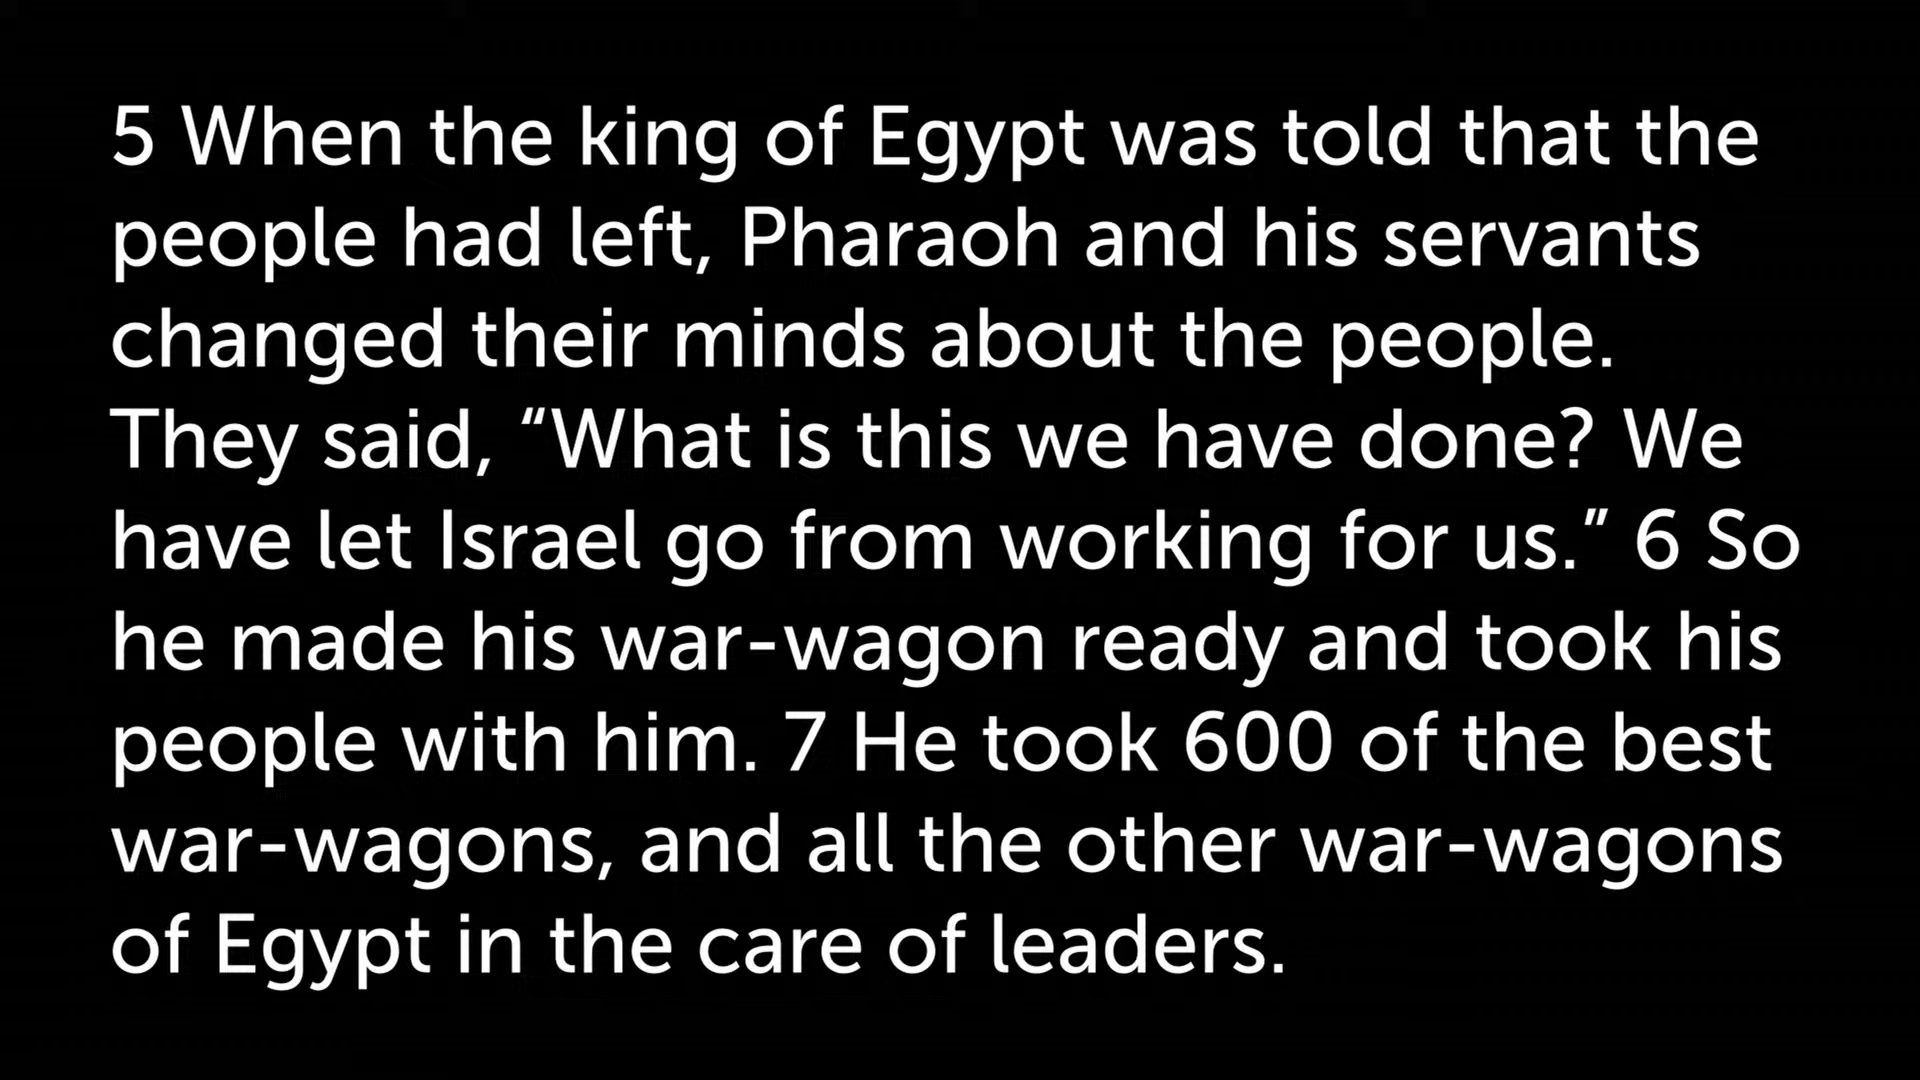 5 When the king of Egypt was told that the
people had left, Pharaoh and his servants
changed their minds about the people.
They said, “What is this we have done? We
have let Israel go from working for us.” 6 So
he made his war-wagon ready and took his
people with him. 7 He took 600 of the best
war-wagons, and all the other war-wagons
of Egypt in the care of leaders.